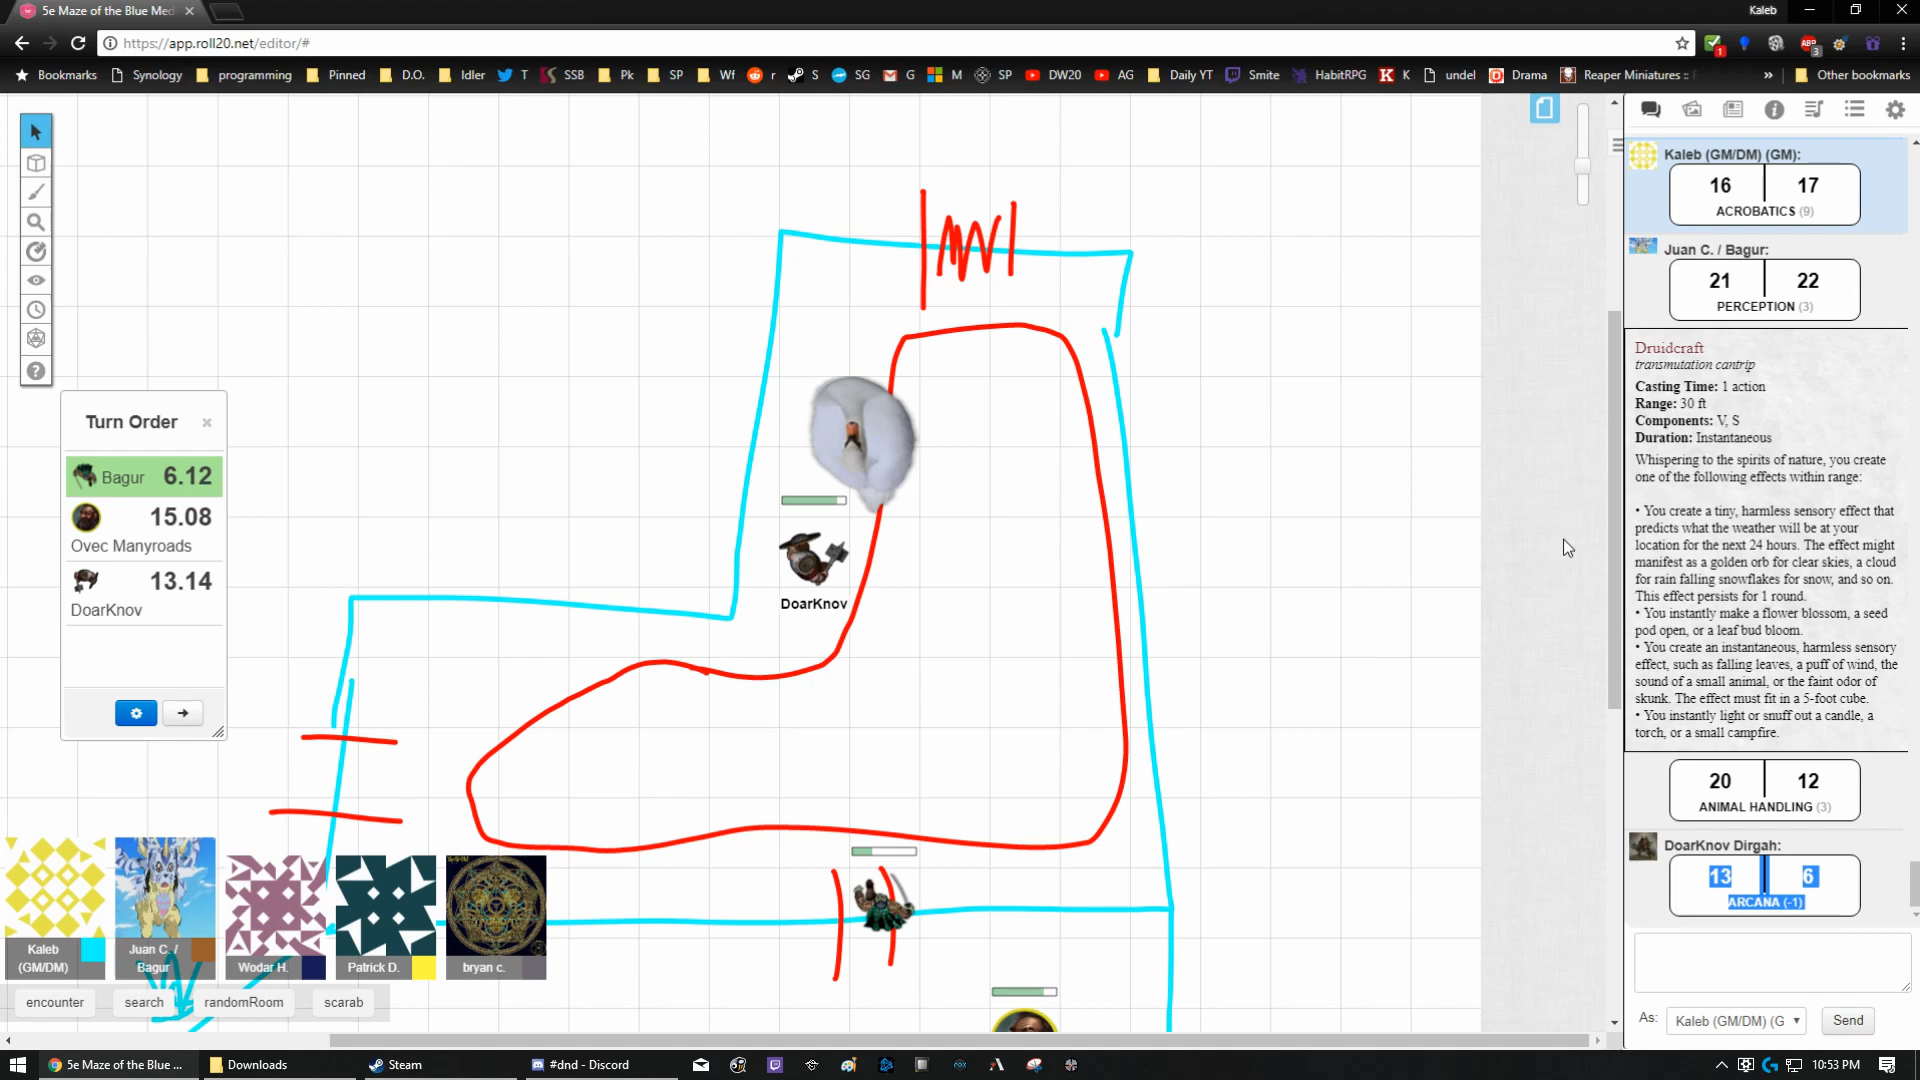 5e Maze of the Blue Med
Kaleb
https://app.roll20.net/editor/#
1
3
Bookmarks Synology programming Pinned D.O. Idler T SSB Pk SP Wf r S SG G M SP DW20 AG Daily YT Smite HabitRPG K undel Drama Reaper Miniatures :: F » Other bookmarks
Turn Order
Bagur 6.12
15.08
Ovec Manyroads
13.14
DoarKnov
DoarKnov
Kaleb (GM/DM)
Juan C. / Bagur
Wodar H.
Patrick D.
bryan c.
encounter search randomRoom scarab
Kaleb (GM/DM) (GM):
16 17
ACROBATICS (9)
Juan C. / Bagur:
21 22
PERCEPTION (3)
Druidcraft
transmutation cantrip
Casting Time: 1 action
Range: 30 ft
Components: V, S
Duration: Instantaneous
Whispering to the spirits of nature, you create
one of the following effects within range:
• You create a tiny, harmless sensory effect that
predicts what the weather will be at your
location for the next 24 hours. The effect might
manifest as a golden orb for clear skies, a cloud
for rain falling snowflakes for snow, and so on.
This effect persists for 1 round.
• You instantly make a flower blossom, a seed
pod open, or a leaf bud bloom.
• You create an instantaneous, harmless sensory
effect, such as falling leaves, a puff of wind, the
sound of a small animal, or the faint odor of
skunk. The effect must fit in a 5-foot cube.
• You instantly light or snuff out a candle, a
torch, or a small campfire.
20 12
ANIMAL HANDLING (3)
DoarKnov Dirgah:
13 6
ARCANA (-1)
As: Kaleb (GM/DM) (G Send
5e Maze of the Blue ... Downloads Steam #dnd - Discord 10:53 PM